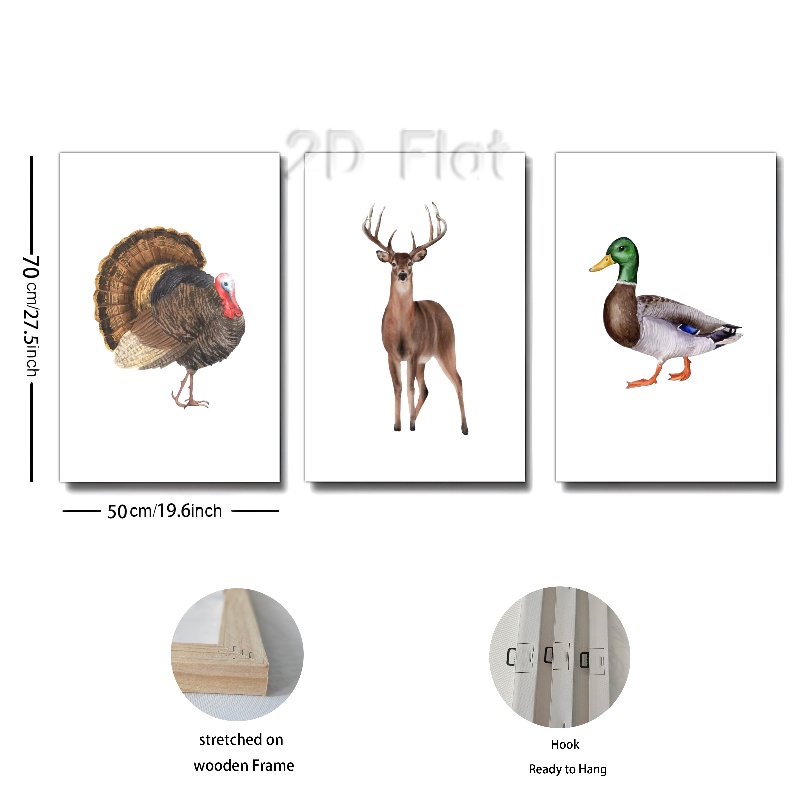 2D Flat
70 cm/27.5inch
50cm/19.6inch
stretched on
wooden Frame
Hook
Ready to Hang